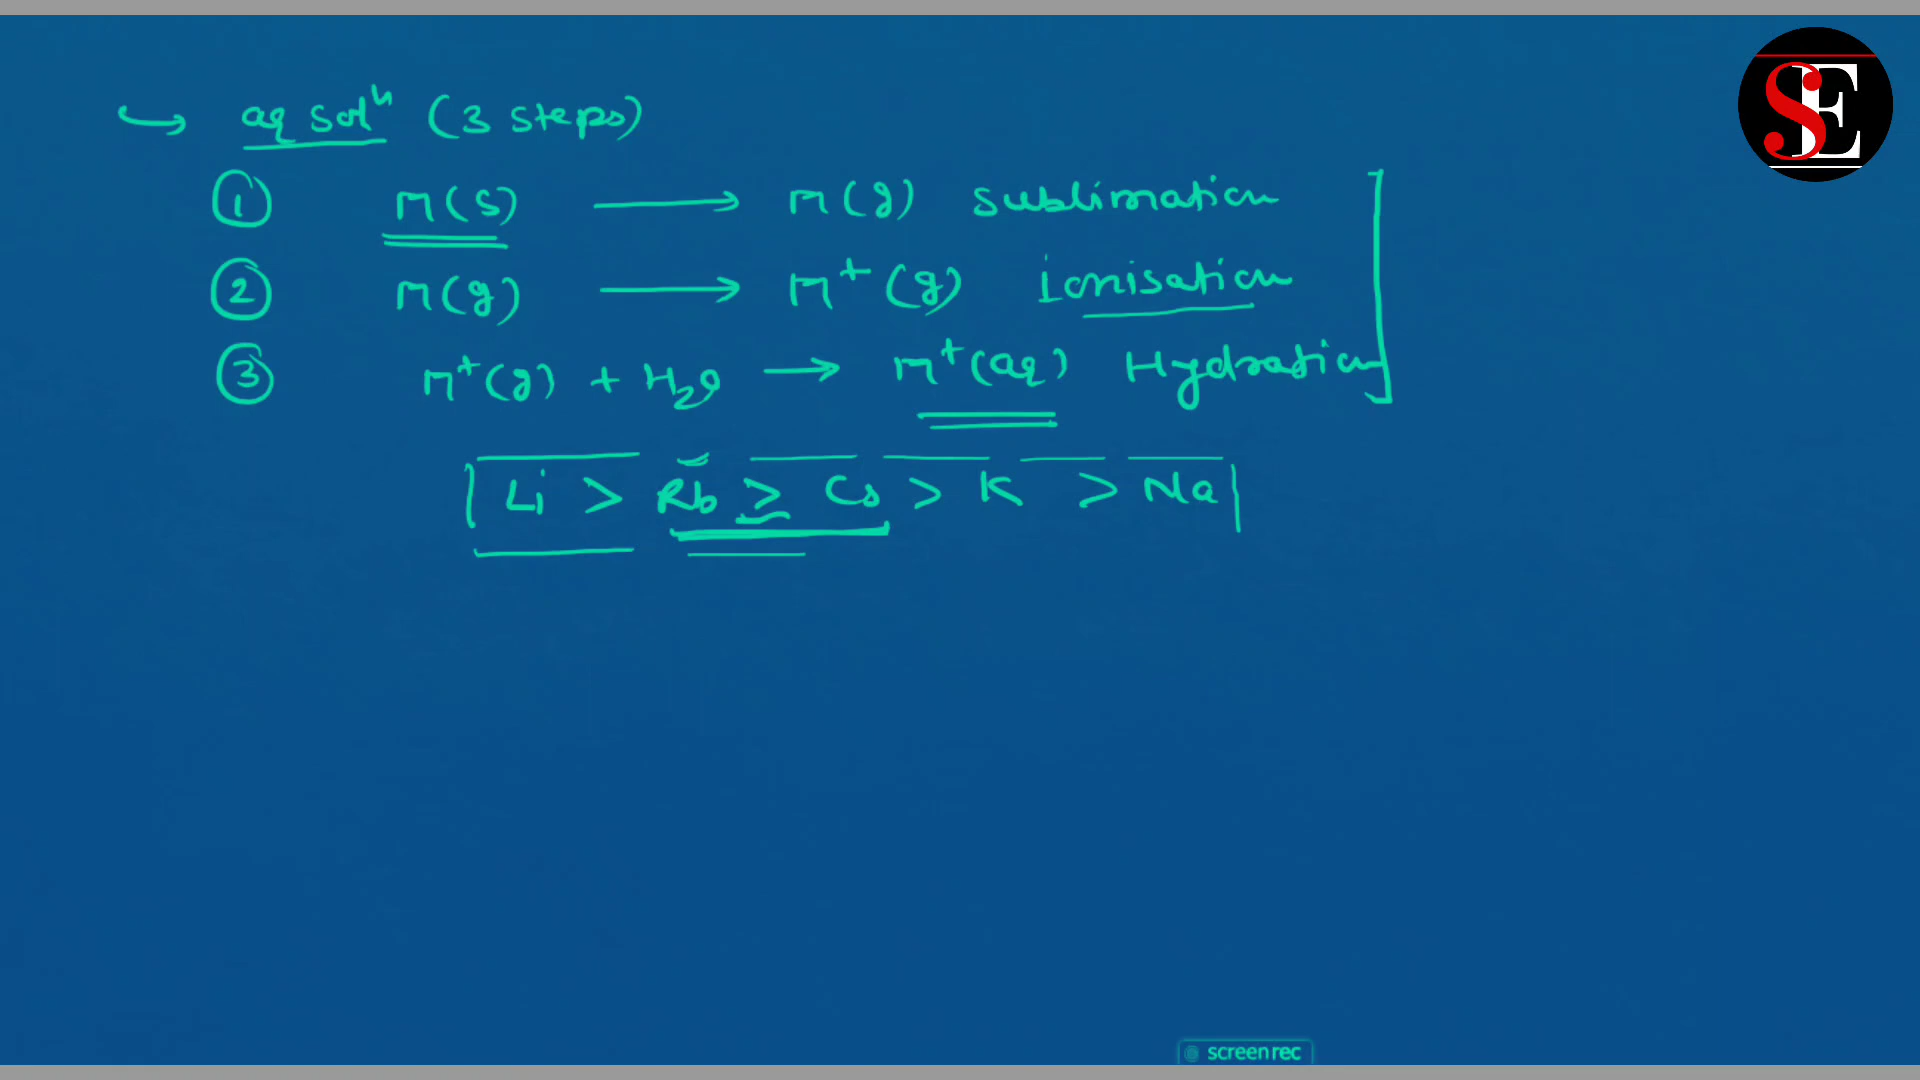 SE
↪ aq solⁿ (3 steps)
① M(s) ⟶ M(g) Sublimation
② M(g) ⟶ M⁺(g) Ionisation
③ M⁺(g) + H₂O → M⁺(aq) Hydration
Li > Rb ≥ Cs > K > Na
screenrec